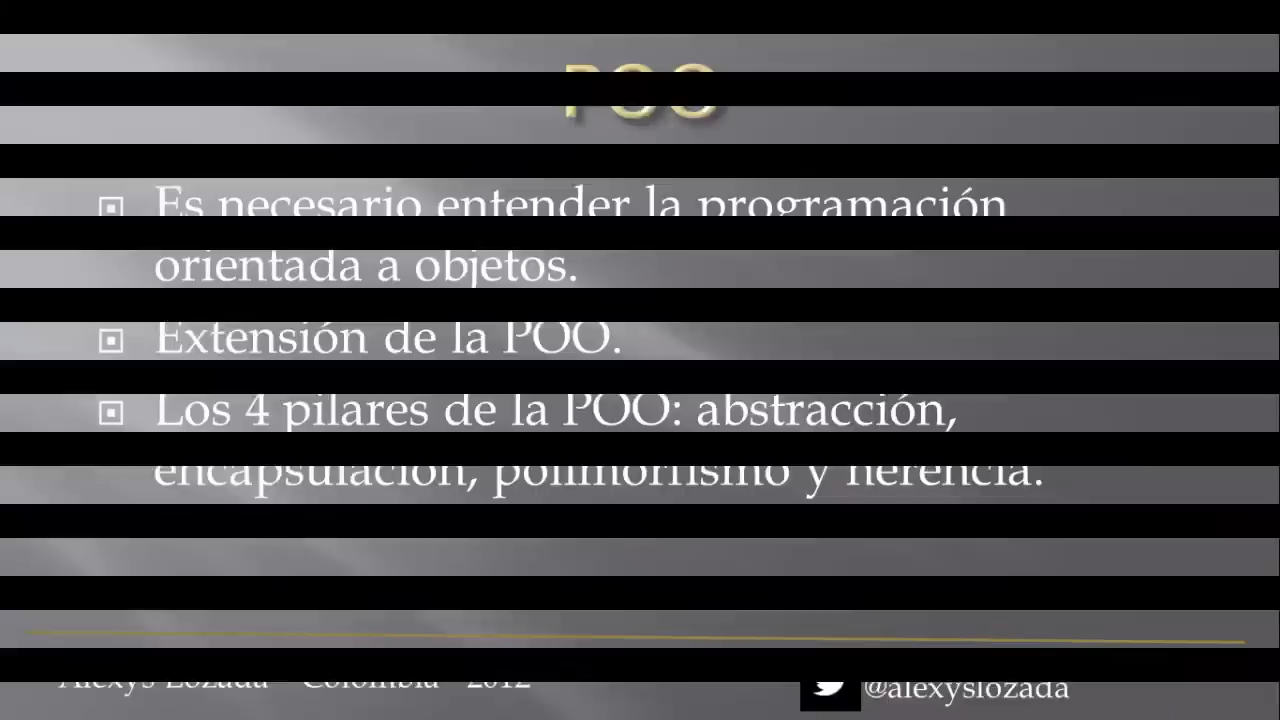 POO
Es necesario entender la programación
orientada a objetos.
Extensión de la POO.
Los 4 pilares de la POO: abstracción,
encapsulación, polimorfismo y herencia.
Alexys Lozada - Colombia - 2012
@alexyslozada